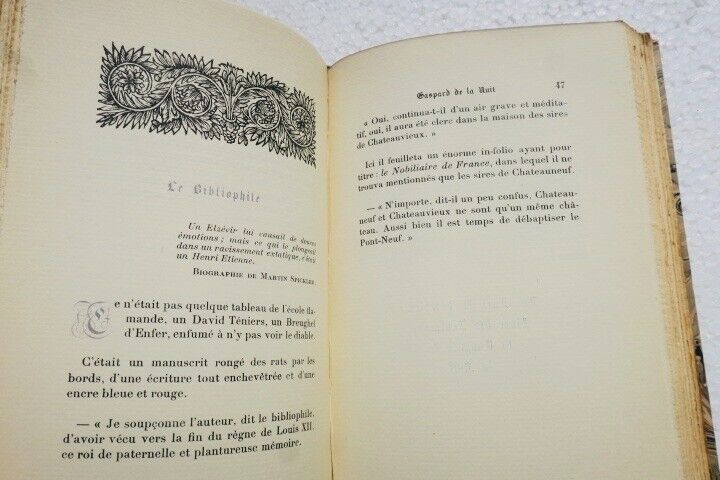 Le Bibliophile
Un Elzévir lui causait de douces
émotions ; mais ce qui le plongeait
dans un ravissement extatique, c'était
un Henri Etienne.
Biographie de Martin Spickler.
Ce n'était pas quelque tableau de l'école fla-
mande, un David Téniers, un Breughel
d'Enfer, enfumé à n'y pas voir le diable.
C'était un manuscrit rongé des rats par les
bords, d'une écriture tout enchevêtrée et d'une
encre bleue et rouge.
— « Je soupçonne l'auteur, dit le bibliophile,
d'avoir vécu vers la fin du règne de Louis XII,
ce roi de paternelle et plantureuse mémoire.
Gaspard de la Nuit 47
« Oui, continua-t-il d'un air grave et médita-
tif, oui, il aura été clerc dans la maison des sires
de Chateauvieux. »
Ici il feuilleta un énorme in-folio ayant pour
titre : le Nobiliaire de France, dans lequel il ne
trouva mentionnés que les sires de Chateauneuf.
— « N'importe, dit-il un peu confus, Chateau-
neuf et Chateauvieux ne sont qu'un même châ-
teau. Aussi bien il est temps de débaptiser le
Pont-Neuf. »